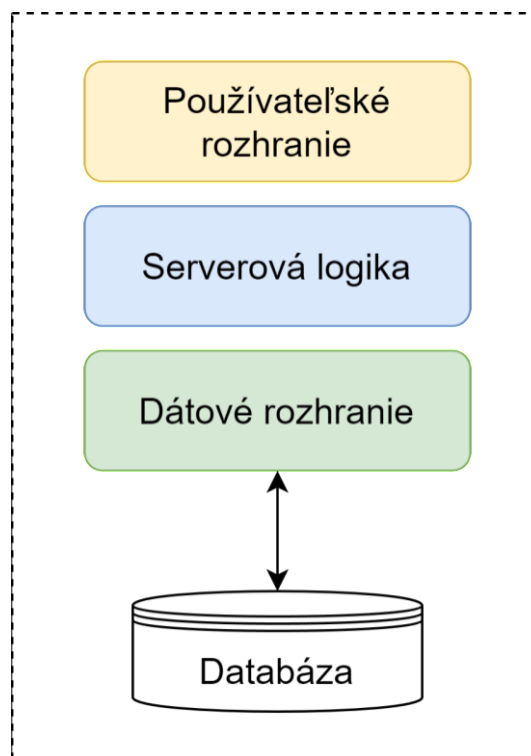 Používateľské
rozhranie
Serverová logika
Dátové rozhranie
Databáza